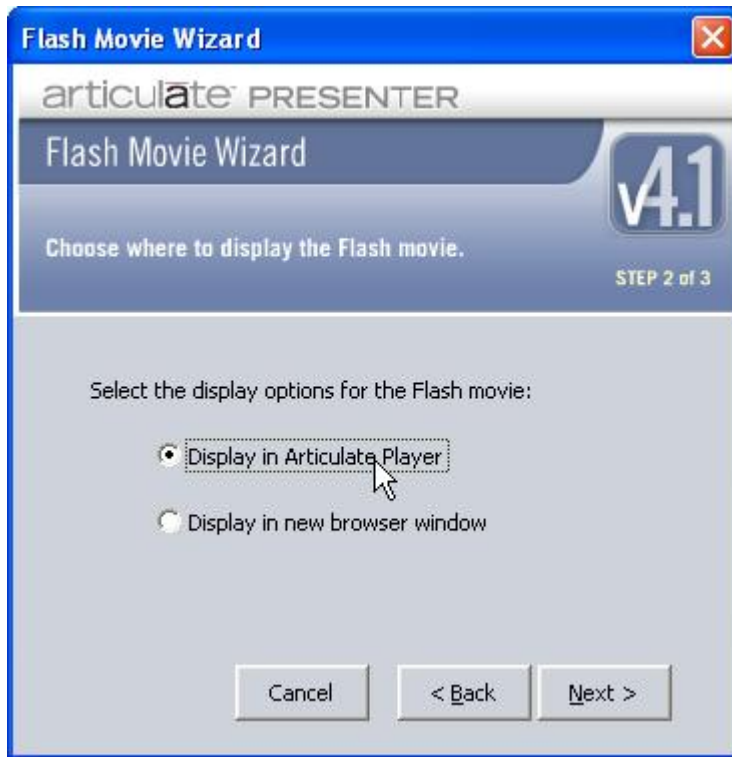 Flash Movie Wizard
articulāte PRESENTER
Flash Movie Wizard
v4.1
Choose where to display the Flash movie.
STEP 2 of 3
Select the display options for the Flash movie:
Display in Articulate Player
Display in new browser window
Cancel
< Back
Next >